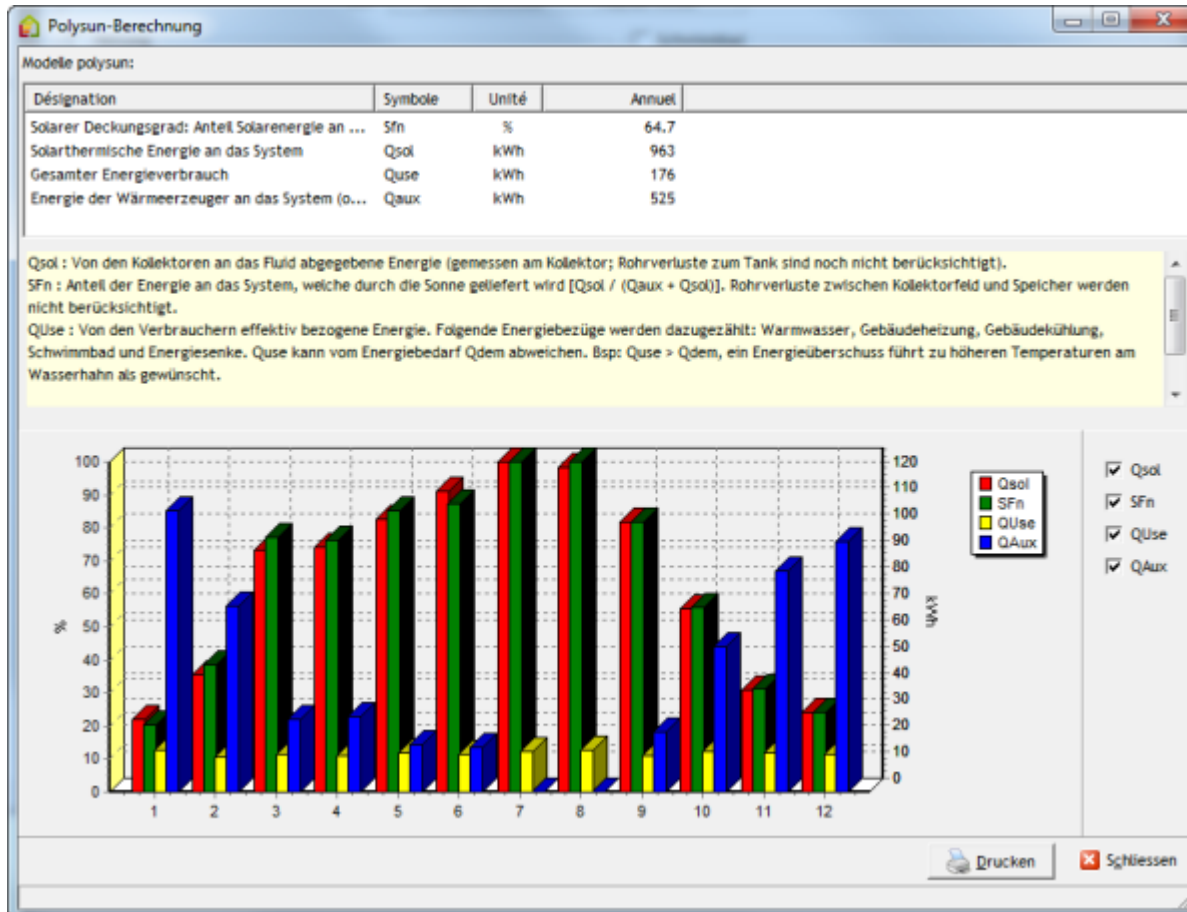 Polysun-Berechnung
Modelle polysun:
Désignation Symbole Unité Annuel
Solarer Deckungsgrad: Anteil Solarenergie an ... Sfn % 64.7
Solarthermische Energie an das System Qsol kWh 963
Gesamter Energieverbrauch Quse kWh 176
Energie der Wärmeerzeuger an das System (o... Qaux kWh 525
Qsol : Von den Kollektoren an das Fluid abgegebene Energie (gemessen am Kollektor; Rohrverluste zum Tank sind noch nicht berücksichtigt).
SFn : Anteil der Energie an das System, welche durch die Sonne geliefert wird [Qsol / (Qaux + Qsol)]. Rohrverluste zwischen Kollektorfeld und Speicher werden
nicht berücksichtigt.
QUse : Von den Verbrauchern effektiv bezogene Energie. Folgende Energiebezüge werden dazugezählt: Warmwasser, Gebäudeheizung, Gebäudekühlung,
Schwimmbad und Energiesenke. Quse kann vom Energiebedarf Qdem abweichen. Bsp: Quse > Qdem, ein Energieüberschuss führt zu höheren Temperaturen am
Wasserhahn als gewünscht.
100
90
80
70
60
50
40
30
20
10
0
%
1 2 3 4 5 6 7 8 9 10 11 12
120
110
100
90
80
70
60
50
40
30
20
10
0
kWh
Qsol
SFn
QUse
QAux
Qsol
SFn
QUse
QAux
Drucken
Schliessen